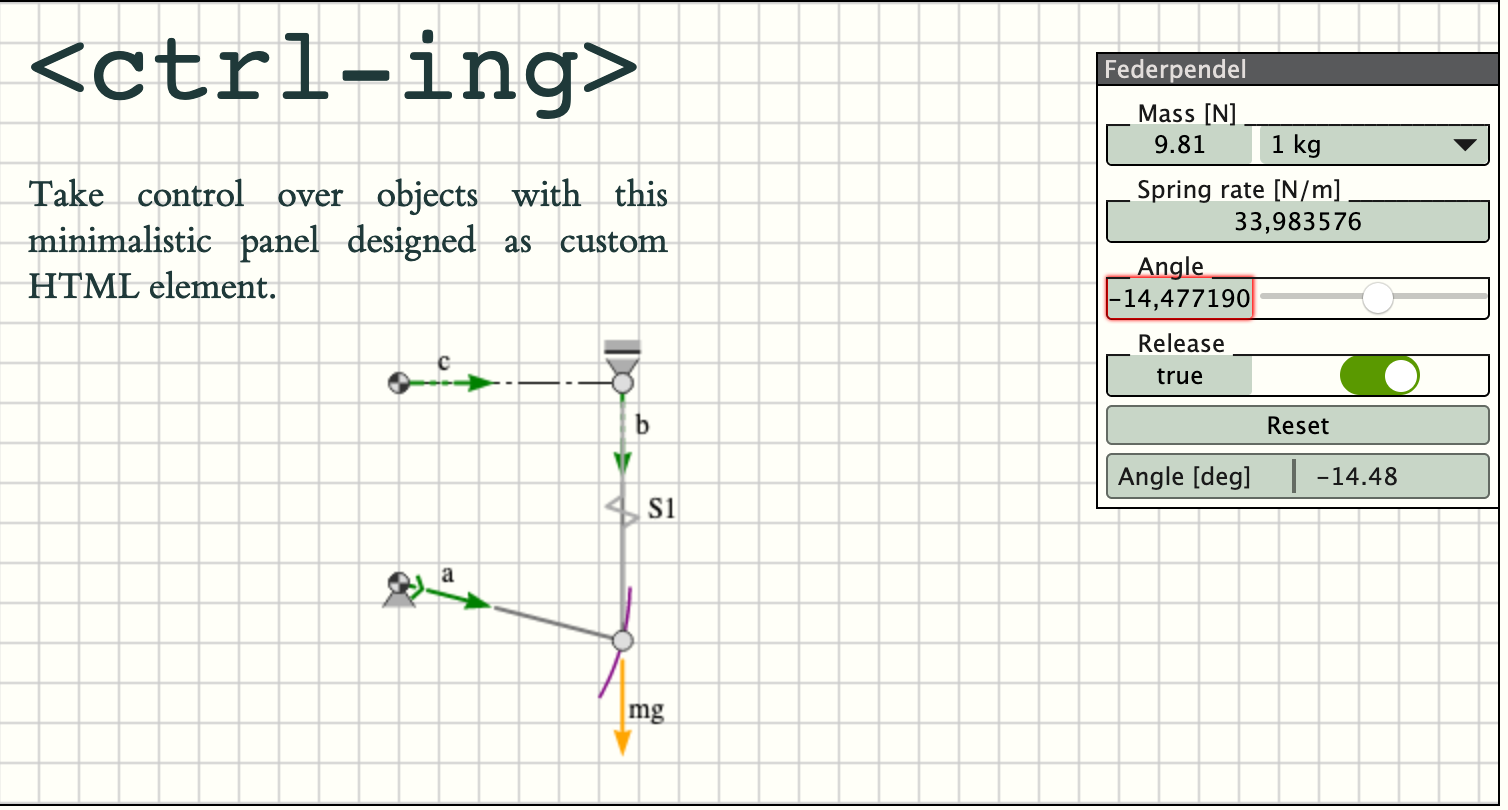 <ctrl-ing>
Take control over objects with this
minimalistic panel designed as custom
HTML element.
Federpendel
Mass [N]
9.81 1 kg
Spring rate [N/m]
33,983576
Angle
-14,477190
Release
true
Reset
Angle [deg] -14.48
c
b
S1
a
mg